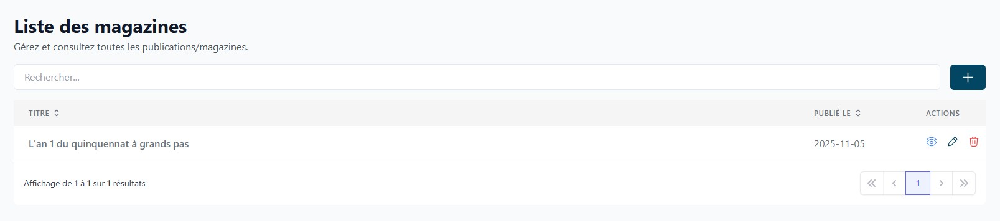 Liste des magazines
Gérez et consultez toutes les publications/magazines.
Rechercher...
TITRE PUBLIÉ LE ACTIONS
L'an 1 du quinquennat à grands pas 2025-11-05
Affichage de 1 à 1 sur 1 résultats 1